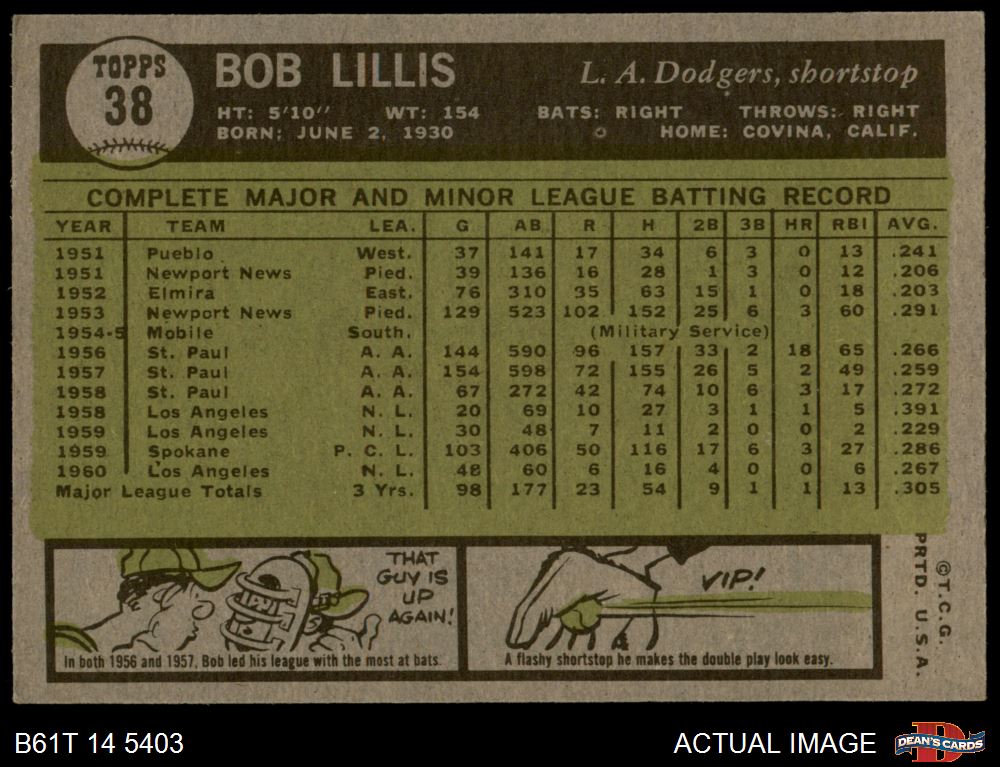 TOPPS
38
BOB LILLIS
L. A. Dodgers, shortstop
HT: 5'10" WT: 154 BATS: RIGHT THROWS: RIGHT
BORN: JUNE 2, 1930 HOME: COVINA, CALIF.
COMPLETE MAJOR AND MINOR LEAGUE BATTING RECORD
YEAR TEAM LEA. G AB R H 2B 3B HR RBI AVG.
1951 Pueblo West. 37 141 17 34 6 3 0 13 .241
1951 Newport News Pied. 39 136 16 28 1 3 0 12 .206
1952 Elmira East. 76 310 35 63 15 1 0 18 .203
1953 Newport News Pied. 129 523 102 152 25 6 3 60 .291
1954-5 Mobile South. (Military Service)
1956 St. Paul A. A. 144 590 96 157 33 2 18 65 .266
1957 St. Paul A. A. 154 598 72 155 26 5 2 49 .259
1958 St. Paul A. A. 67 272 42 74 10 6 3 17 .272
1958 Los Angeles N. L. 20 69 10 27 3 1 1 5 .391
1959 Los Angeles N. L. 30 48 7 11 2 0 0 2 .229
1959 Spokane P. C. L. 103 406 50 116 17 6 3 27 .286
1960 Los Angeles N. L. 48 60 6 16 4 0 0 6 .267
Major League Totals 3 Yrs. 98 177 23 54 9 1 1 13 .305
THAT
GUY IS
UP
AGAIN!
In both 1956 and 1957, Bob led his league with the most at bats.
VIP!
A flashy shortstop he makes the double play look easy.
© T. C. G.
PRTD. U. S. A.
B61T 14 5403
ACTUAL IMAGE
D
DEAN'S CARDS